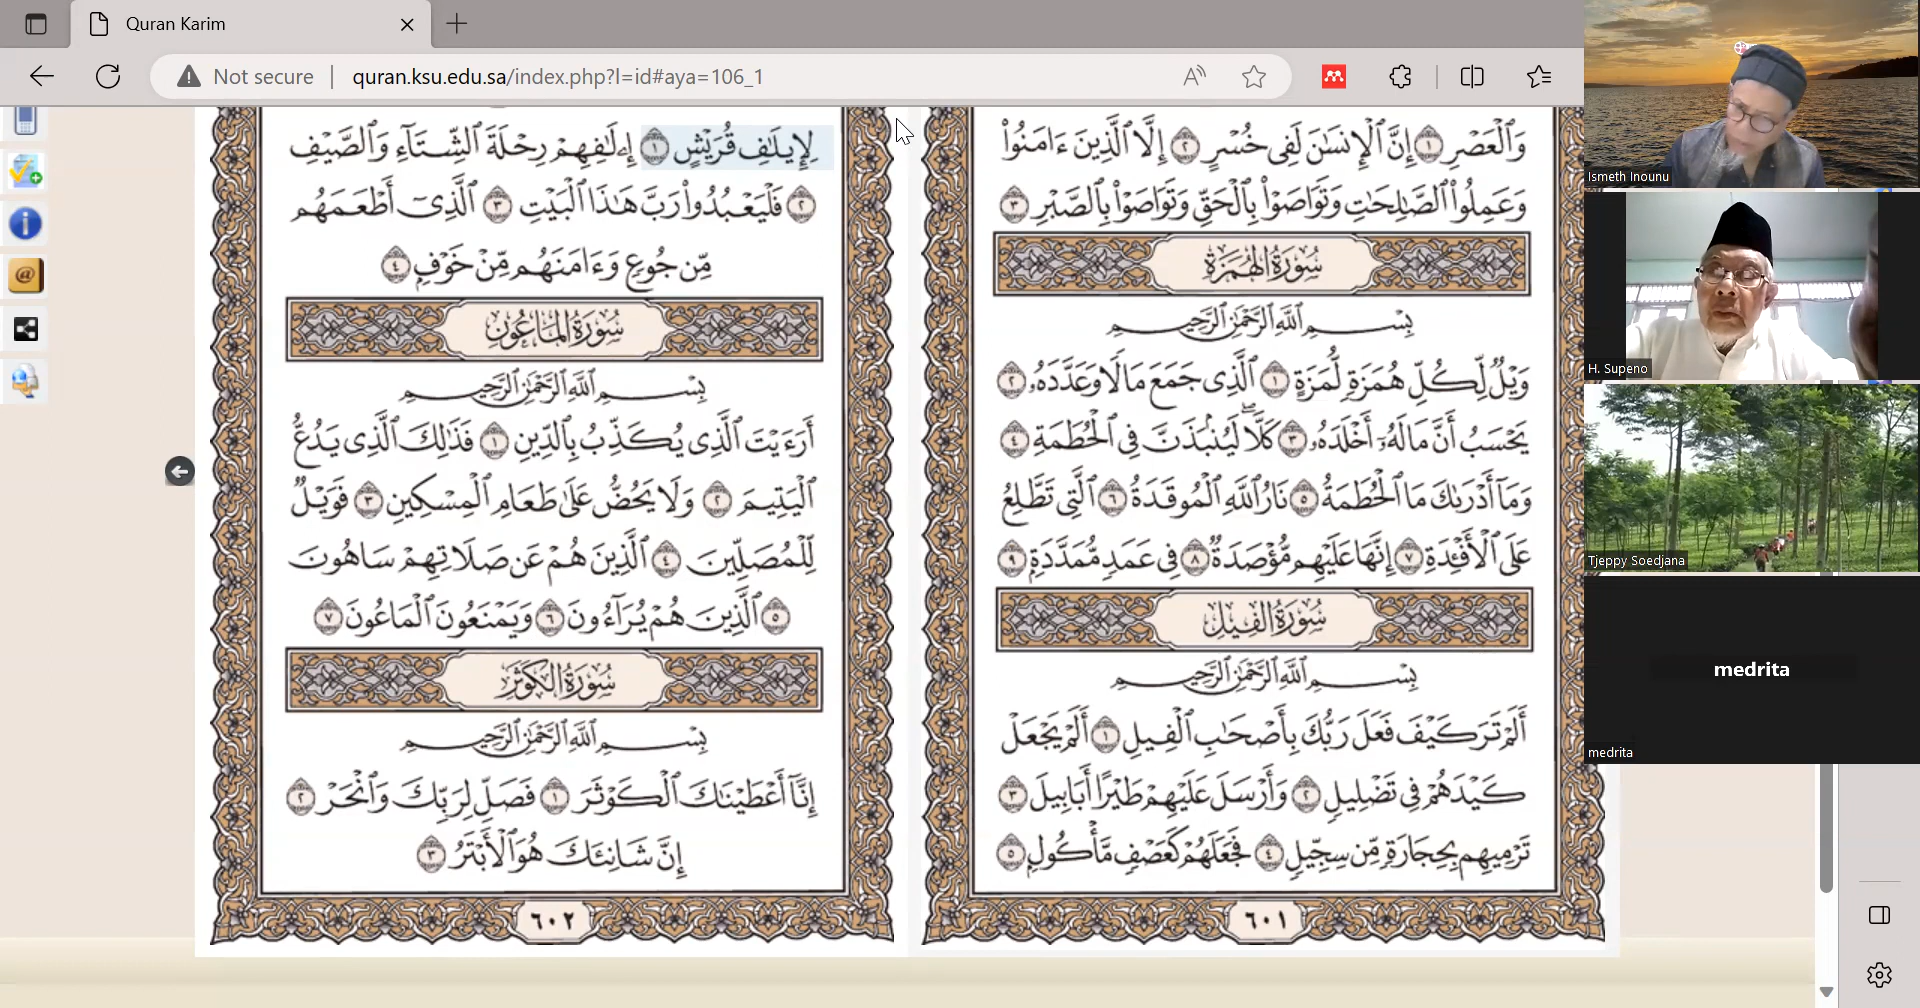 Quran Karim
Not secure
quran.ksu.edu.sa/index.php?l=id#aya=106_1
وَٱلْعَصْرِ ١ إِنَّ ٱلْإِنسَٰنَ لَفِى خُسْرٍ ٢ إِلَّا ٱلَّذِينَ ءَامَنُوا۟
وَعَمِلُوا۟ ٱلصَّٰلِحَٰتِ وَتَوَاصَوْا۟ بِٱلْحَقِّ وَتَوَاصَوْا۟ بِٱلصَّبْرِ ٣
سُورَةُ الهُمَزَةِ
بِسْمِ ٱللَّهِ ٱلرَّحْمَٰنِ ٱلرَّحِيمِ
وَيْلٌ لِّكُلِّ هُمَزَةٍ لُّمَزَةٍ ١ ٱلَّذِى جَمَعَ مَالًا وَعَدَّدَهُۥ ٢
يَحْسَبُ أَنَّ مَالَهُۥٓ أَخْلَدَهُۥ ٣ كَلَّا ۖ لَيُنۢبَذَنَّ فِى ٱلْحُطَمَةِ ٤
وَمَآ أَدْرَىٰكَ مَا ٱلْحُطَمَةُ ٥ نَارُ ٱللَّهِ ٱلْمُوقَدَةُ ٦ ٱلَّتِى تَطَّلِعُ
عَلَى ٱلْأَفْـِٔدَةِ ٧ إِنَّهَا عَلَيْهِم مُّؤْصَدَةٌ ٨ فِى عَمَدٍ مُّمَدَّدَةٍۭ ٩
سُورَةُ الفِيلِ
بِسْمِ ٱللَّهِ ٱلرَّحْمَٰنِ ٱلرَّحِيمِ
أَلَمْ تَرَ كَيْفَ فَعَلَ رَبُّكَ بِأَصْحَٰبِ ٱلْفِيلِ ١ أَلَمْ يَجْعَلْ
كَيْدَهُمْ فِى تَضْلِيلٍ ٢ وَأَرْسَلَ عَلَيْهِمْ طَيْرًا أَبَابِيلَ ٣
تَرْمِيهِم بِحِجَارَةٍ مِّن سِجِّيلٍ ٤ فَجَعَلَهُمْ كَعَصْفٍ مَّأْكُولٍۭ ٥
٦٠١
لِإِيلَٰفِ قُرَيْشٍ ١ إِۦلَٰفِهِمْ رِحْلَةَ ٱلشِّتَآءِ وَٱلصَّيْفِ
٢ فَلْيَعْبُدُوا۟ رَبَّ هَٰذَا ٱلْبَيْتِ ٣ ٱلَّذِىٓ أَطْعَمَهُم
مِّن جُوعٍ وَءَامَنَهُم مِّنْ خَوْفٍۭ ٤
سُورَةُ المَاعُونِ
بِسْمِ ٱللَّهِ ٱلرَّحْمَٰنِ ٱلرَّحِيمِ
أَرَءَيْتَ ٱلَّذِى يُكَذِّبُ بِٱلدِّينِ ١ فَذَٰلِكَ ٱلَّذِى يَدُعُّ
ٱلْيَتِيمَ ٢ وَلَا يَحُضُّ عَلَىٰ طَعَامِ ٱلْمِسْكِينِ ٣ فَوَيْلٌ
لِّلْمُصَلِّينَ ٤ ٱلَّذِينَ هُمْ عَن صَلَاتِهِمْ سَاهُونَ
٥ ٱلَّذِينَ هُمْ يُرَآءُونَ ٦ وَيَمْنَعُونَ ٱلْمَاعُونَ ٧
سُورَةُ الكَوْثَرِ
بِسْمِ ٱللَّهِ ٱلرَّحْمَٰنِ ٱلرَّحِيمِ
إِنَّآ أَعْطَيْنَٰكَ ٱلْكَوْثَرَ ١ فَصَلِّ لِرَبِّكَ وَٱنْحَرْ ٢
إِنَّ شَانِئَكَ هُوَ ٱلْأَبْتَرُ ٣
٦٠٢
Ismeth Inounu
H. Supeno
Tjeppy Soedjana
medrita
medrita